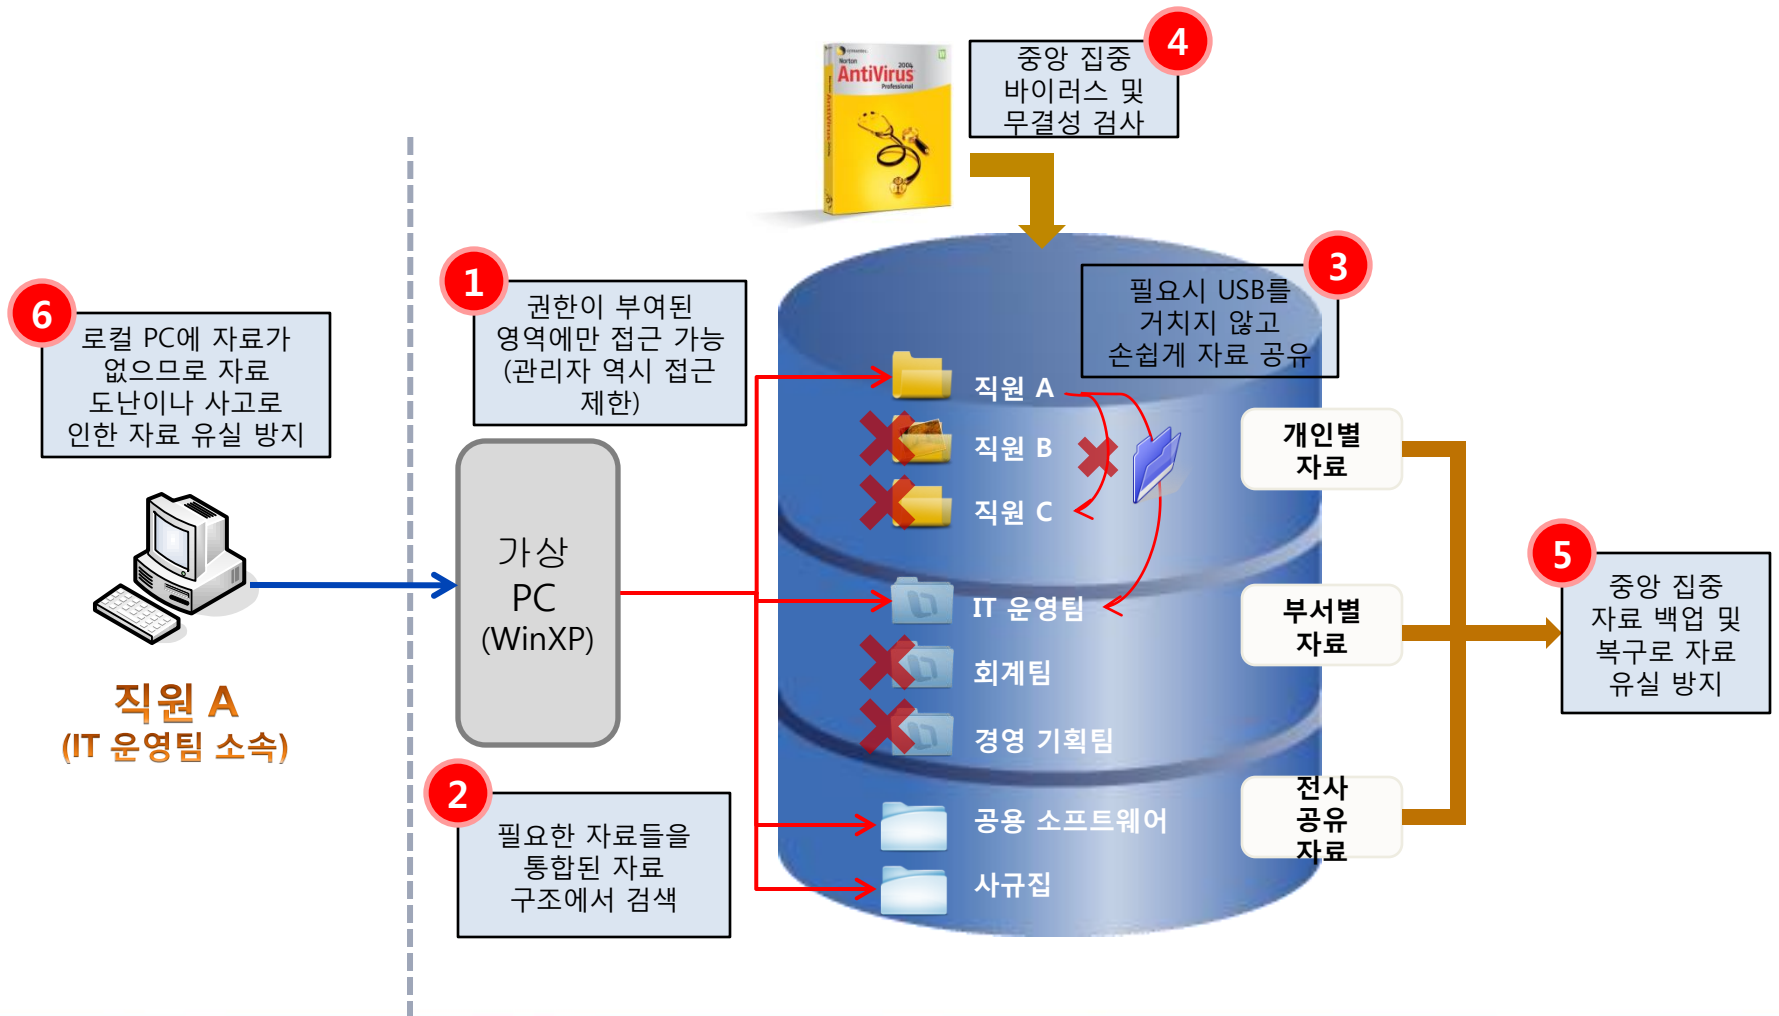 4
중앙 집중
바이러스 및
무결성 검사
Norton
2004
AntiVirus
Professional
1
권한이 부여된
영역에만 접근 가능
(관리자 역시 접근
제한)
3
필요시 USB를
거치지 않고
손쉽게 자료 공유
6
로컬 PC에 자료가
없으므로 자료
도난이나 사고로
인한 자료 유실 방지
직원 A
직원 B
직원 C
개인별
자료
가상
PC
(WinXP)
IT 운영팀
회계팀
경영 기획팀
부서별
자료
5
중앙 집중
자료 백업 및
복구로 자료
유실 방지
직원 A
(IT 운영팀 소속)
2
필요한 자료들을
통합된 자료
구조에서 검색
공용 소프트웨어
사규집
전사
공유
자료